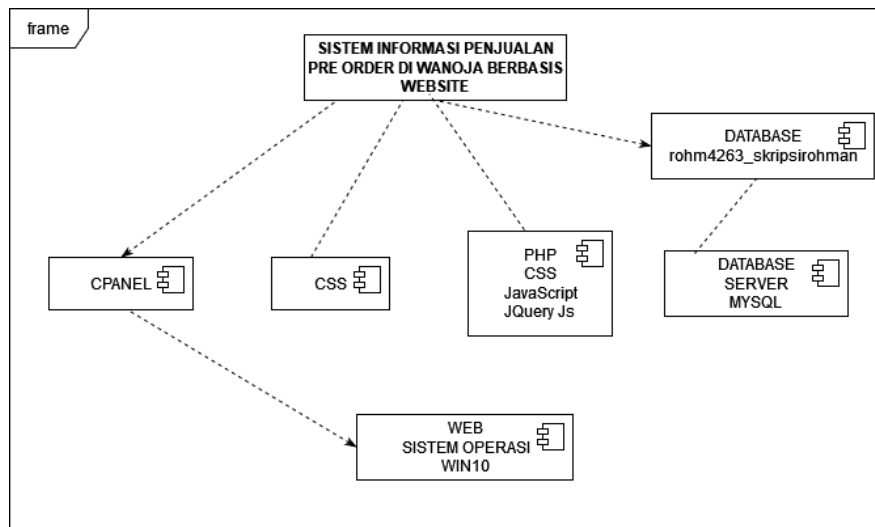 frame
SISTEM INFORMASI PENJUALAN
PRE ORDER DI WANOJA BERBASIS
WEBSITE
DATABASE
rohm4263_skripsirohman
CPANEL
CSS
PHP
CSS
JavaScript
JQuery Js
DATABASE
SERVER
MYSQL
WEB
SISTEM OPERASI
WIN10